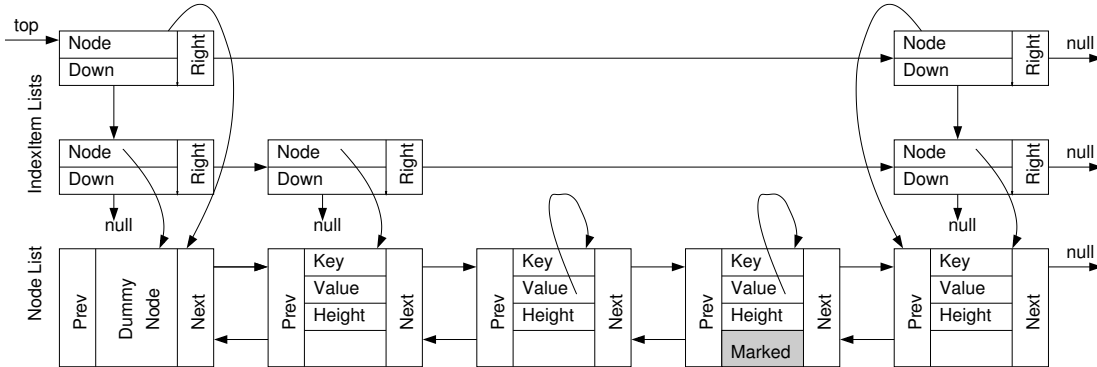 top
Node
Down
Right
Node
Down
Right
null
IndexItem Lists
Node
Down
Right
null
Node
Down
Right
null
Node
Down
Right
null
null
Node List
Prev
Dummy
Node
Next
Prev
Key
Value
Height
Next
Prev
Key
Value
Height
Next
Prev
Key
Value
Height
Marked
Next
Prev
Key
Value
Height
Next
null